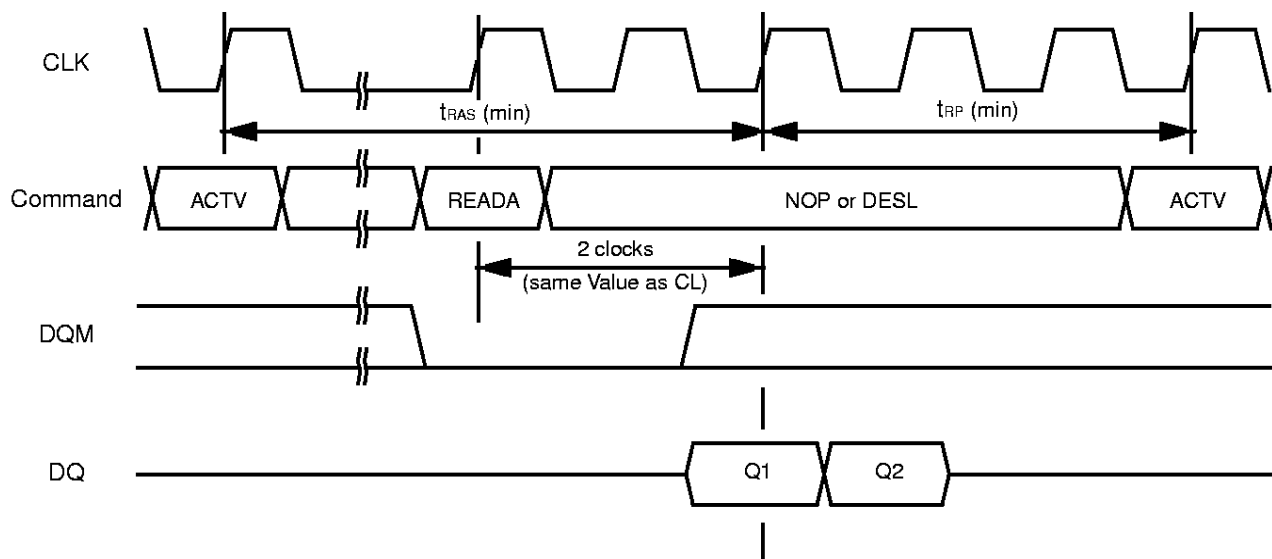 CLK
tRAS (min)
tRP (min)
Command
ACTV
READA
NOP or DESL
ACTV
2 clocks
(same Value as CL)
DQM
DQ
Q1
Q2